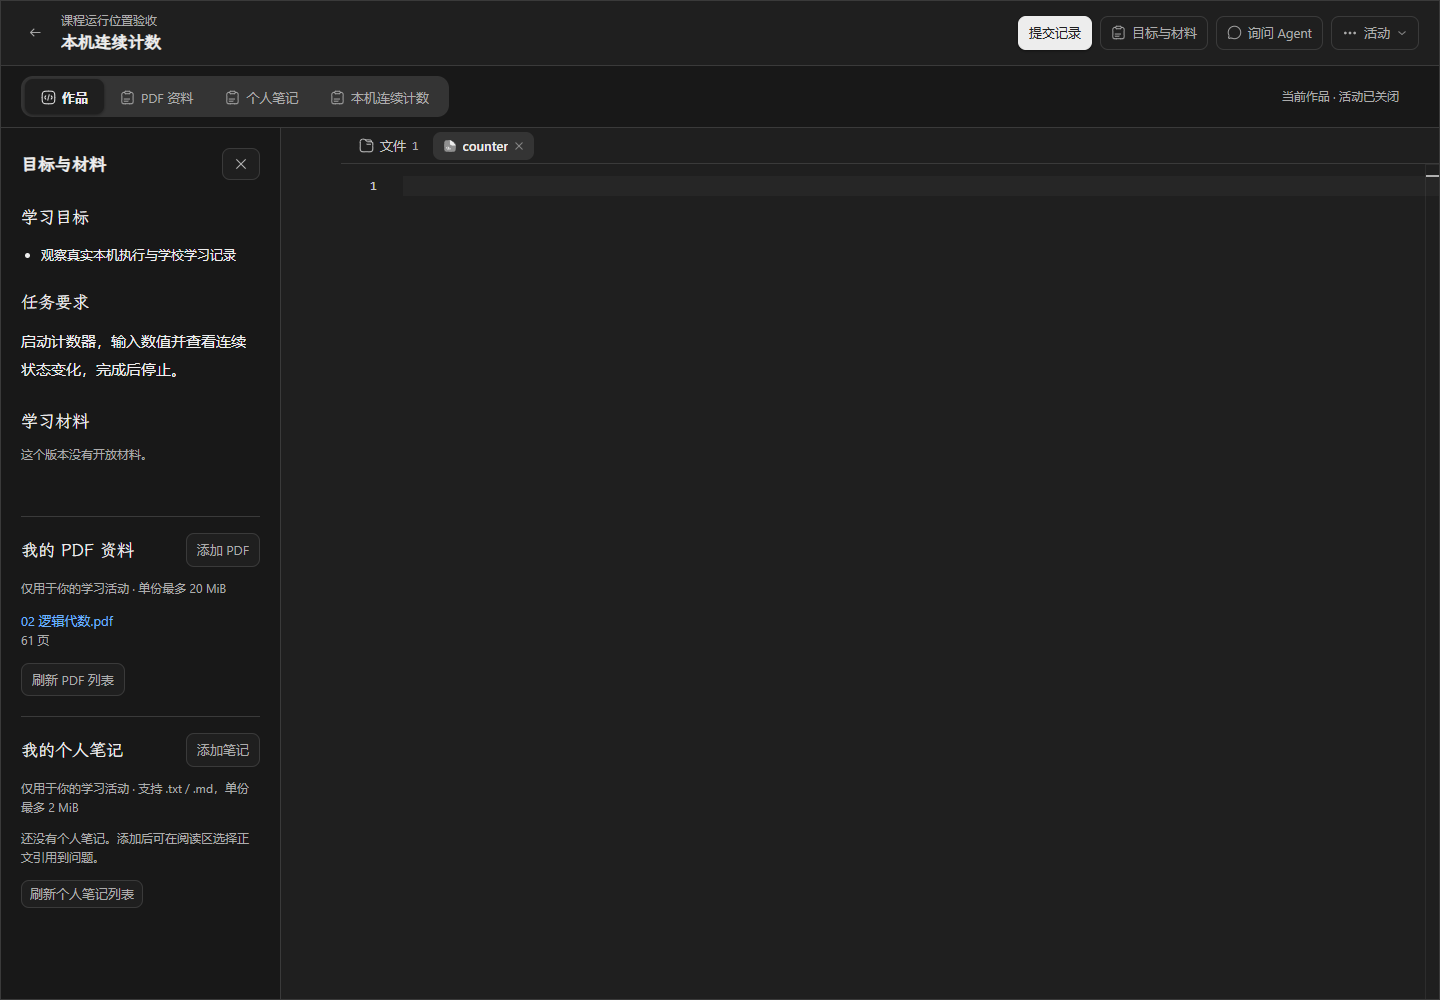 课程运行位置验收
本机连续计数
提交记录
目标与材料
询问 Agent
活动
作品
PDF 资料
个人笔记
本机连续计数
当前作品 · 活动已关闭
目标与材料
学习目标
观察真实本机执行与学校学习记录
任务要求
启动计数器，输入数值并查看连续
状态变化，完成后停止。
学习材料
这个版本没有开放材料。
我的 PDF 资料
添加 PDF
仅用于你的学习活动 · 单份最多 20 MiB
02 逻辑代数.pdf
61 页
刷新 PDF 列表
我的个人笔记
添加笔记
仅用于你的学习活动 · 支持 .txt / .md，单份
最多 2 MiB
还没有个人笔记。添加后可在阅读区选择正
文引用到问题。
刷新个人笔记列表
文件 1
counter
1